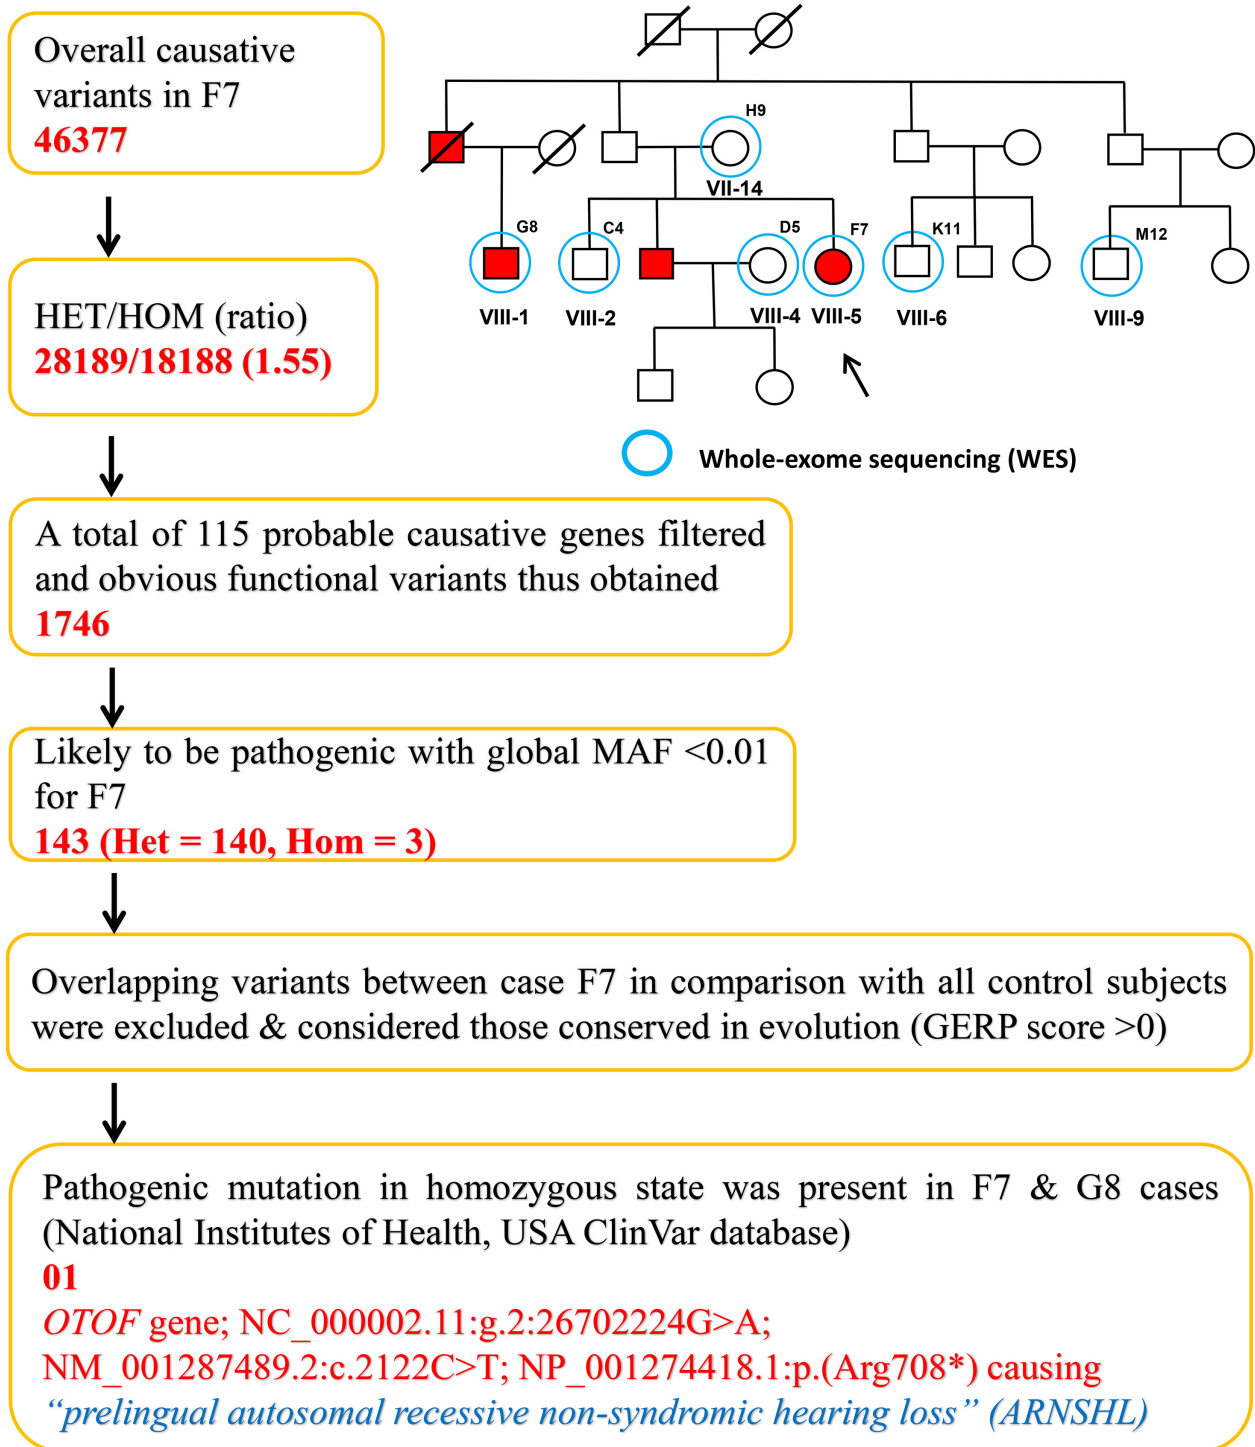 Overall causative
variants in F7
46377
HET/HOM (ratio)
28189/18188 (1.55)
H9
VII-14
G8
C4
D5
F7
K11
M12
VIII-1
VIII-2
VIII-4
VIII-5
VIII-6
VIII-9
Whole-exome sequencing (WES)
A total of 115 probable causative genes filtered
and obvious functional variants thus obtained
1746
Likely to be pathogenic with global MAF <0.01
for F7
143 (Het = 140, Hom = 3)
Overlapping variants between case F7 in comparison with all control subjects
were excluded & considered those conserved in evolution (GERP score >0)
Pathogenic mutation in homozygous state was present in F7 & G8 cases
(National Institutes of Health, USA ClinVar database)
01
OTOF gene; NC_000002.11:g.2:26702224G>A;
NM_001287489.2:c.2122C>T; NP_001274418.1:p.(Arg708*) causing
“prelingual autosomal recessive non-syndromic hearing loss” (ARNSHL)